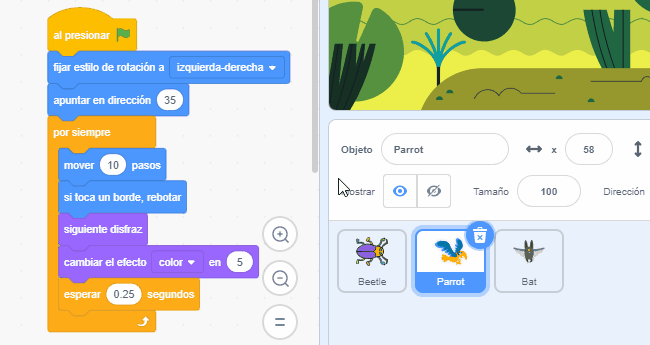 al presionar
fijar estilo de rotación a izquierda-derecha
apuntar en dirección 35
por siempre
mover 10 pasos
si toca un borde, rebotar
siguiente disfraz
cambiar el efecto color en 5
esperar 0.25 segundos
Objeto Parrot x 58
ostrar Tamaño 100 Dirección
Beetle Parrot Bat